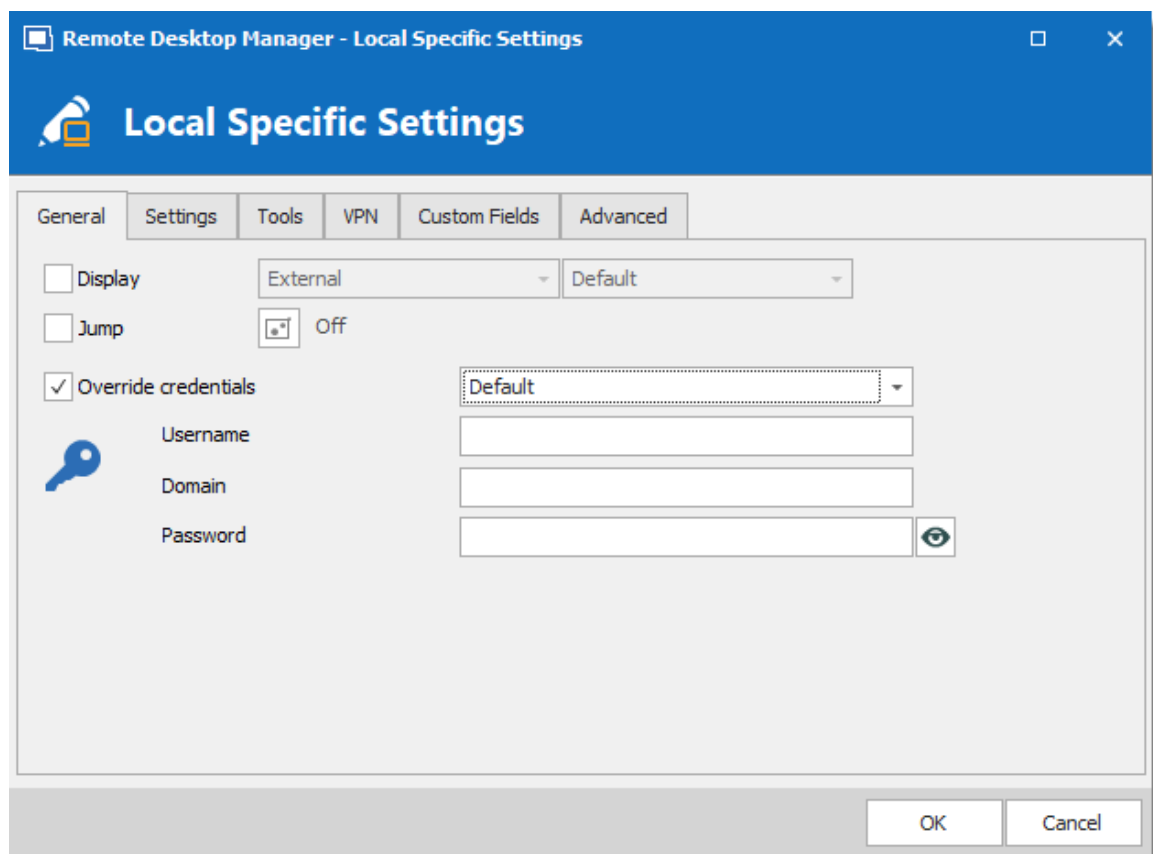 Remote Desktop Manager - Local Specific Settings
Local Specific Settings
General Settings Tools VPN Custom Fields Advanced
Display External Default
Jump Off
Override credentials Default
Username
Domain
Password
OK Cancel